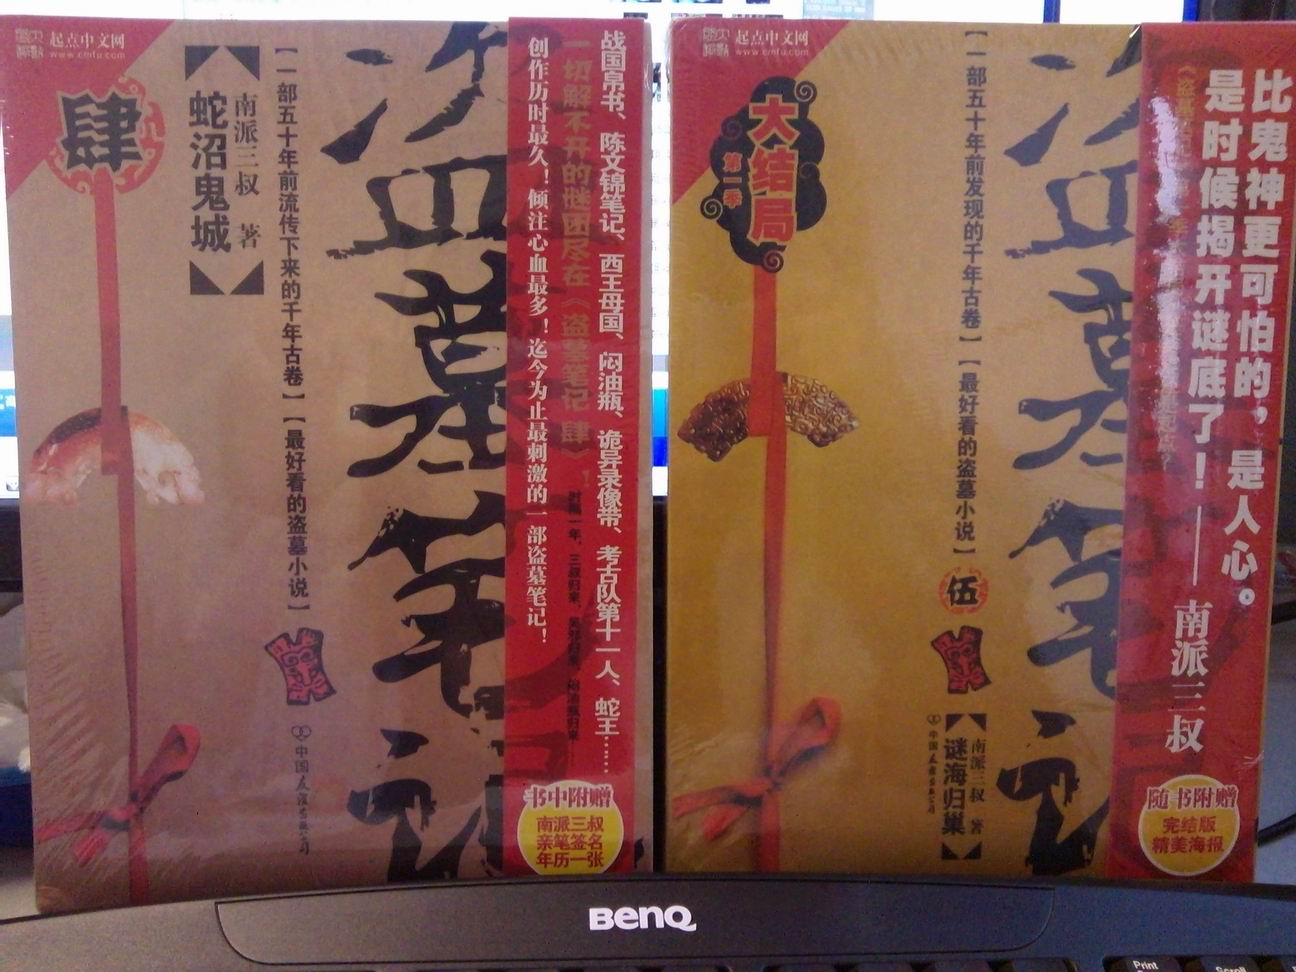 起点中文网
www.cmfu.com
肆
蛇沼鬼城
南派三叔 著
【一部五十年前流传下来的千年古卷】【最好看的盗墓小说】
盗墓笔记
中国友谊出版公司
战国帛书、陈文锦笔记、西王母国、闷油瓶、诡异录像带、考古队第十一人、蛇王……
一切解不开的谜团尽在《盗墓笔记 肆》！
创作历时最久！倾注心血最多！迄今为止最刺激的一部盗墓笔记！
书中附赠
南派三叔
亲笔签名
年历一张
起点中文网
www.cmfu.com
大结局
第一季
【一部五十年前发现的千年古卷】【最好看的盗墓小说】
伍
盗墓笔记
南派三叔 著
谜海归巢
中国友谊出版公司
比鬼神更可怕的，是人心。
是时候揭开谜底了！——南派三叔
随书附赠
完结版
精美海报
BenQ
Print
Scroll